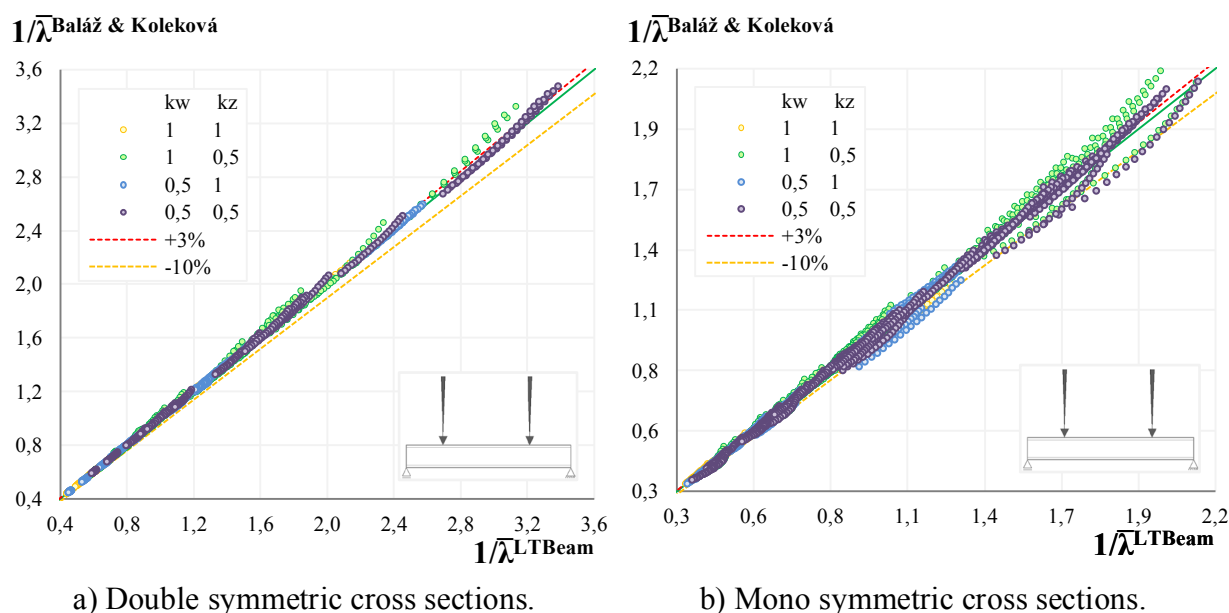 1/λ̅ Baláž & Koleková
3,6
3,2
2,8
2,4
2,0
1,6
1,2
0,8
0,4
kw kz
1 1
1 0,5
0,5 1
0,5 0,5
+3%
-10%
0,4 0,8 1,2 1,6 2,0 2,4 2,8 3,2 3,6
1/λ̅ LTBeam
a) Double symmetric cross sections.
1/λ̅ Baláž & Koleková
2,2
1,9
1,7
1,4
1,1
0,8
0,6
0,3
kw kz
1 1
1 0,5
0,5 1
0,5 0,5
+3%
-10%
0,3 0,6 0,8 1,1 1,4 1,7 1,9 2,2
1/λ̅ LTBeam
b) Mono symmetric cross sections.